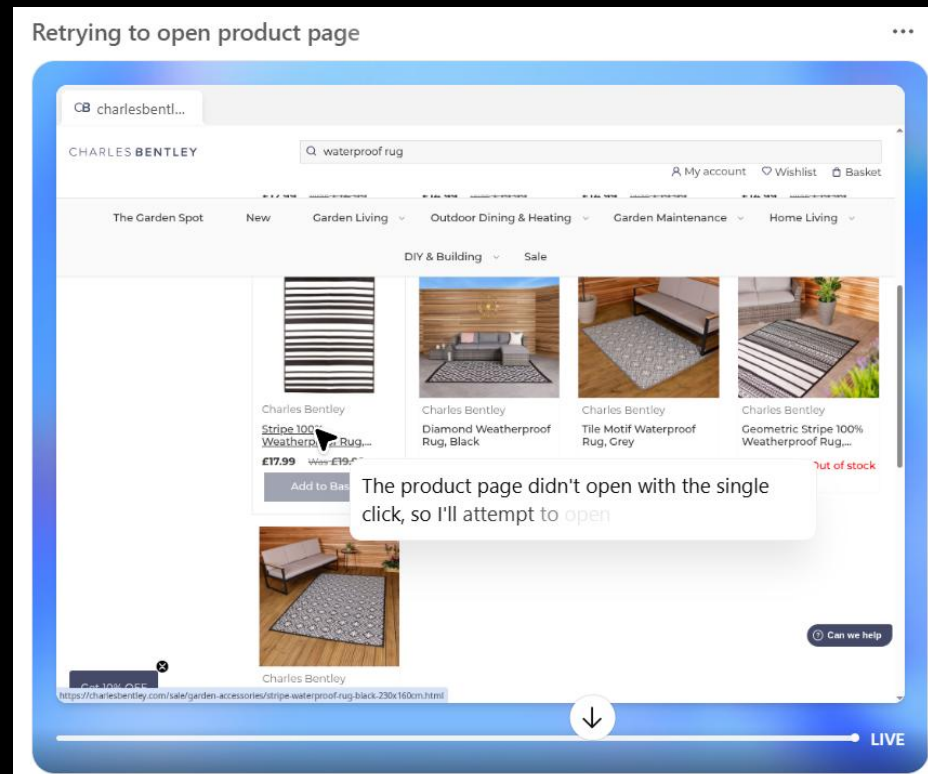 Retrying to open product page
CB charlesbentl...
CHARLES BENTLEY
waterproof rug
My account Wishlist Basket
The Garden Spot New Garden Living Outdoor Dining & Heating Garden Maintenance Home Living
DIY & Building Sale
Charles Bentley
Stripe 100%
Rug,...
£17.99 Was
Add to
Charles Bentley
Diamond Weatherproof
Rug, Black
Charles Bentley
Tile Motif Waterproof
Rug, Grey
Charles Bentley
Geometric Stripe 100%
Weatherproof Rug,...
Out of stock
The product page didn't open with the single
click, so I'll attempt to open
Charles Bentley
Can we help
Get 10% OFF
https://charlesbentley.com/sale/garden-accessories/stripe-waterproof-rug-black-230x160cm.html
LIVE